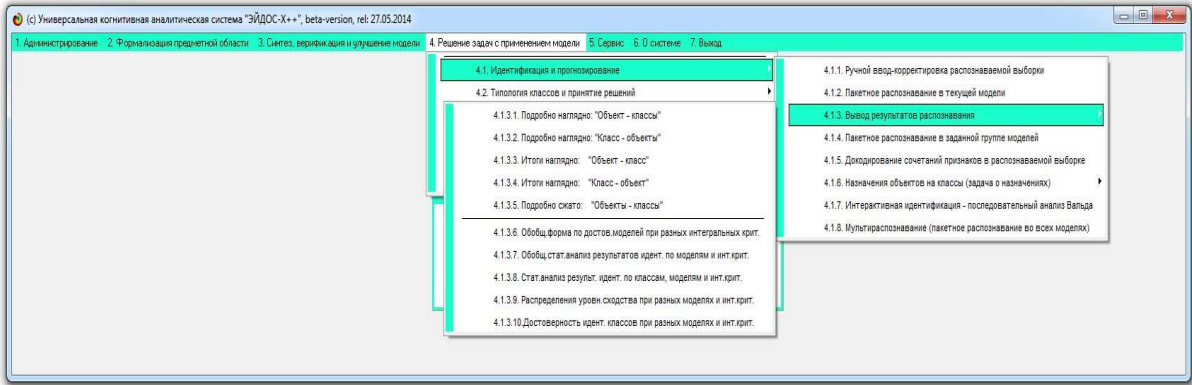 (c) Универсальная когнитивная аналитическая система "ЭЙДОС-X++", beta-version, rel: 27.05.2014
1. Администрирование 2. Формализация предметной области 3. Синтез, верификация и улучшение модели 4. Решение задач с применением модели 5. Сервис 6. О системе 7. Выход
4.1. Идентификация и прогнозирование
4.2. Типология классов и принятие решений
4.1.3.1. Подробно наглядно: "Объект - классы"
4.1.3.2. Подробно наглядно: "Класс - объекты"
4.1.3.3. Итоги наглядно: "Объект - класс"
4.1.3.4. Итоги наглядно: "Класс - объект"
4.1.3.5. Подробно сжато: "Объекты - классы"
4.1.3.6. Обобщ.форма по достов.моделей при разных интегральных крит.
4.1.3.7. Обобщ.стат.анализ результатов идент. по моделям и инт.крит.
4.1.3.8. Стат.анализ результ. идент. по классам, моделям и инт.крит.
4.1.3.9. Распределения уровн.сходства при разных моделях и инт.крит.
4.1.3.10.Достоверность идент. классов при разных моделях и инт.крит.
4.1.1. Ручной ввод-корректировка распознаваемой выборки
4.1.2. Пакетное распознавание в текущей модели
4.1.3. Вывод результатов распознавания
4.1.4. Пакетное распознавание в заданной группе моделей
4.1.5. Докодирование сочетаний признаков в распознаваемой выборке
4.1.6. Назначения объектов на классы (задача о назначениях)
4.1.7. Интерактивная идентификация - последовательный анализ Вальда
4.1.8. Мультираспознавание (пакетное распознавание во всех моделях)